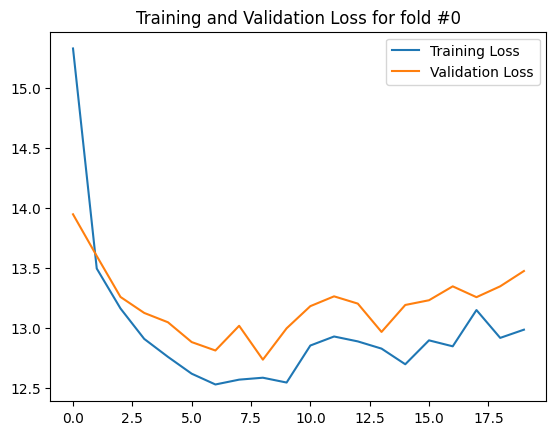 Training and Validation Loss for fold #0
Training Loss
Validation Loss
15.0
14.5
14.0
13.5
13.0
12.5
0.0 2.5 5.0 7.5 10.0 12.5 15.0 17.5